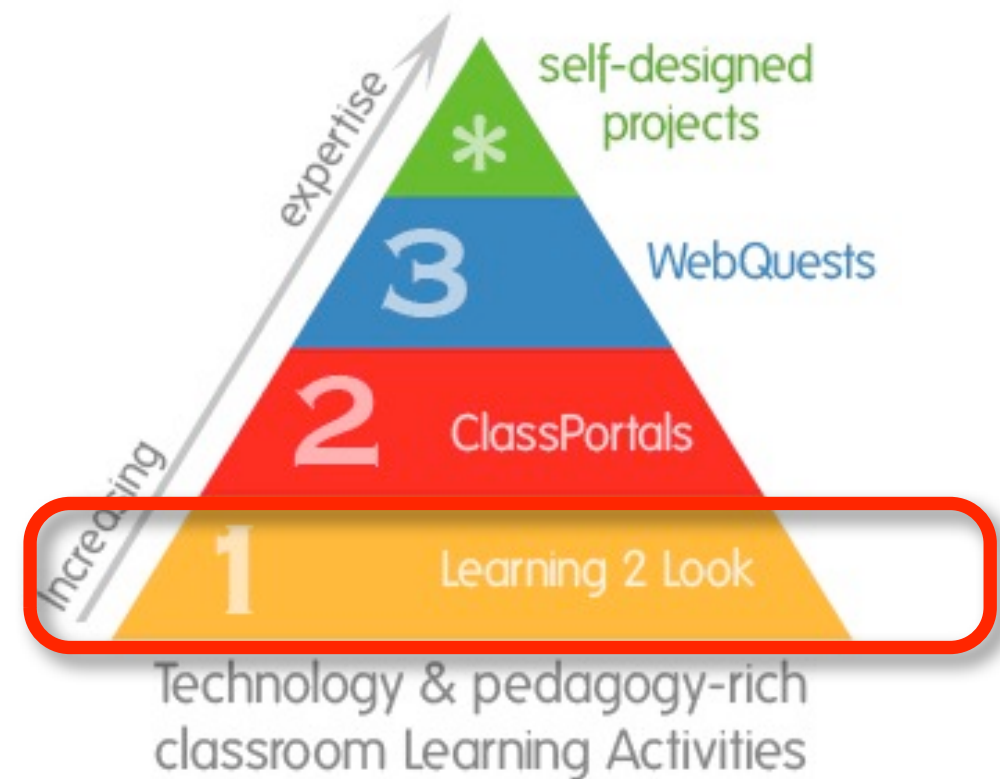 self-designed
projects
*
3
WebQuests
2
ClassPortals
1
Learning 2 Look
Increasing expertise
Technology & pedagogy-rich
classroom Learning Activities